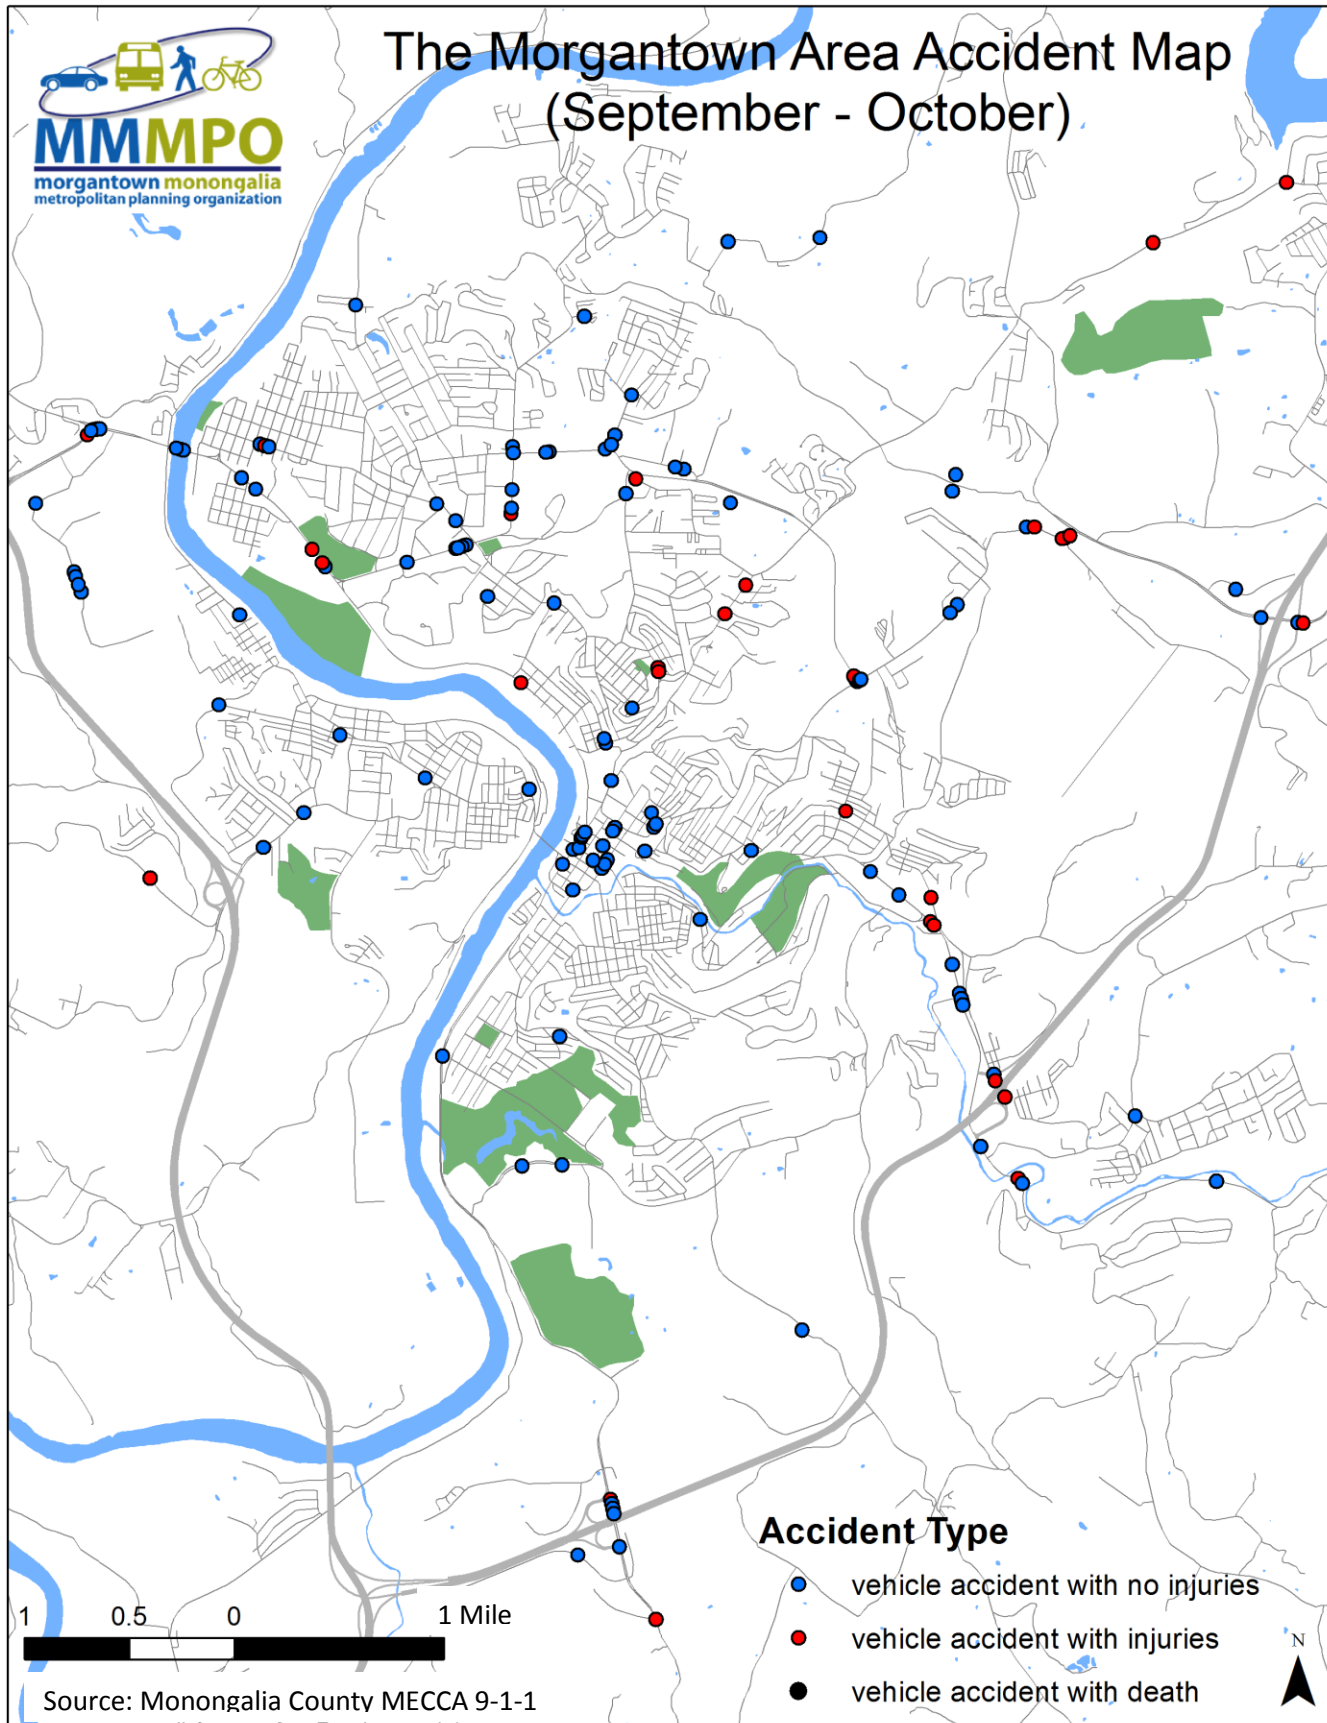 The Morgantown Area Accident Map
(September - October)
MMMPO
morgantown monongalia
metropolitan planning organization
Accident Type
vehicle accident with no injuries
vehicle accident with injuries
vehicle accident with death
1 0.5 0 1 Mile
N
Source: Monongalia County MECCA 9-1-1